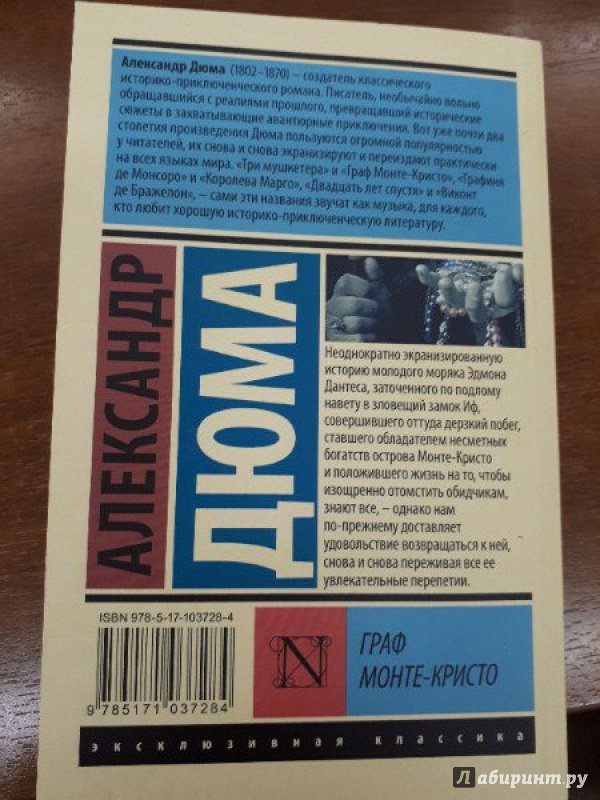 Александр Дюма (1802–1870) – создатель классического
историко-приключенческого романа. Писатель, необычайно вольно
обращавшийся с реалиями прошлого, превращавший исторические
сюжеты в захватывающие авантюрные приключения. Вот уже почти два
столетия произведения Дюма пользуются огромной популярностью
у читателей, их снова и снова экранизируют и переиздают практически
на всех языках мира. «Три мушкетера» и «Граф Монте-Кристо», «Графиня
де Монсоро» и «Королева Марго», «Двадцать лет спустя» и «Виконт
де Бражелон», – сами эти названия звучат как музыка, для каждого,
кто любит хорошую историко-приключенческую литературу.
АЛЕКСАНДР
ДЮМА
Неоднократно экранизированную
историю молодого моряка Эдмона
Дантеса, заточенного по подлому
навету в зловещий замок Иф,
совершившего оттуда дерзкий побег,
ставшего обладателем несметных
богатств острова Монте-Кристо
и положившего жизнь на то, чтобы
изощренно отомстить обидчикам,
знают все, – однако нам
по-прежнему доставляет
удовольствие возвращаться к ней,
снова и снова переживая все ее
увлекательные перепетии.
ISBN 978-5-17-103728-4
9 785171 037284
N
ГРАФ
МОНТЕ-КРИСТО
эксклюзивная классика
Лабиринт.ру